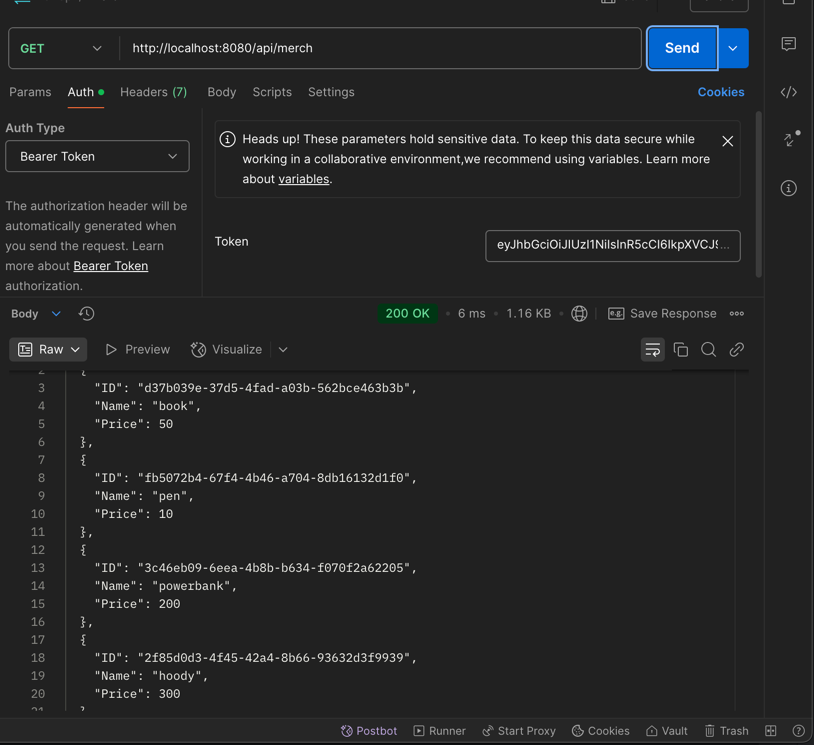 GET
http://localhost:8080/api/merch
Send
Params
Auth
Headers (7)
Body
Scripts
Settings
Cookies
Auth Type
Bearer Token
The authorization header will be
automatically generated when
you send the request. Learn
more about Bearer Token
authorization.
Heads up! These parameters hold sensitive data. To keep this data secure while
working in a collaborative environment,we recommend using variables. Learn more
about variables.
Token
eyJhbGciOiJIUzI1NiIsInR5cCI6IkpXVCJ9...
Body
200 OK
6 ms
1.16 KB
e.g.
Save Response
Raw
Preview
Visualize
2 {
3 "ID": "d37b039e-37d5-4fad-a03b-562bce463b3b",
4 "Name": "book",
5 "Price": 50
6 },
7 {
8 "ID": "fb5072b4-67f4-4b46-a704-8db16132d1f0",
9 "Name": "pen",
10 "Price": 10
11 },
12 {
13 "ID": "3c46eb09-6eea-4b8b-b634-f070f2a62205",
14 "Name": "powerbank",
15 "Price": 200
16 },
17 {
18 "ID": "2f85d0d3-4f45-42a4-8b66-93632d3f9939",
19 "Name": "hoody",
20 "Price": 300
21
Postbot
Runner
Start Proxy
Cookies
Vault
Trash